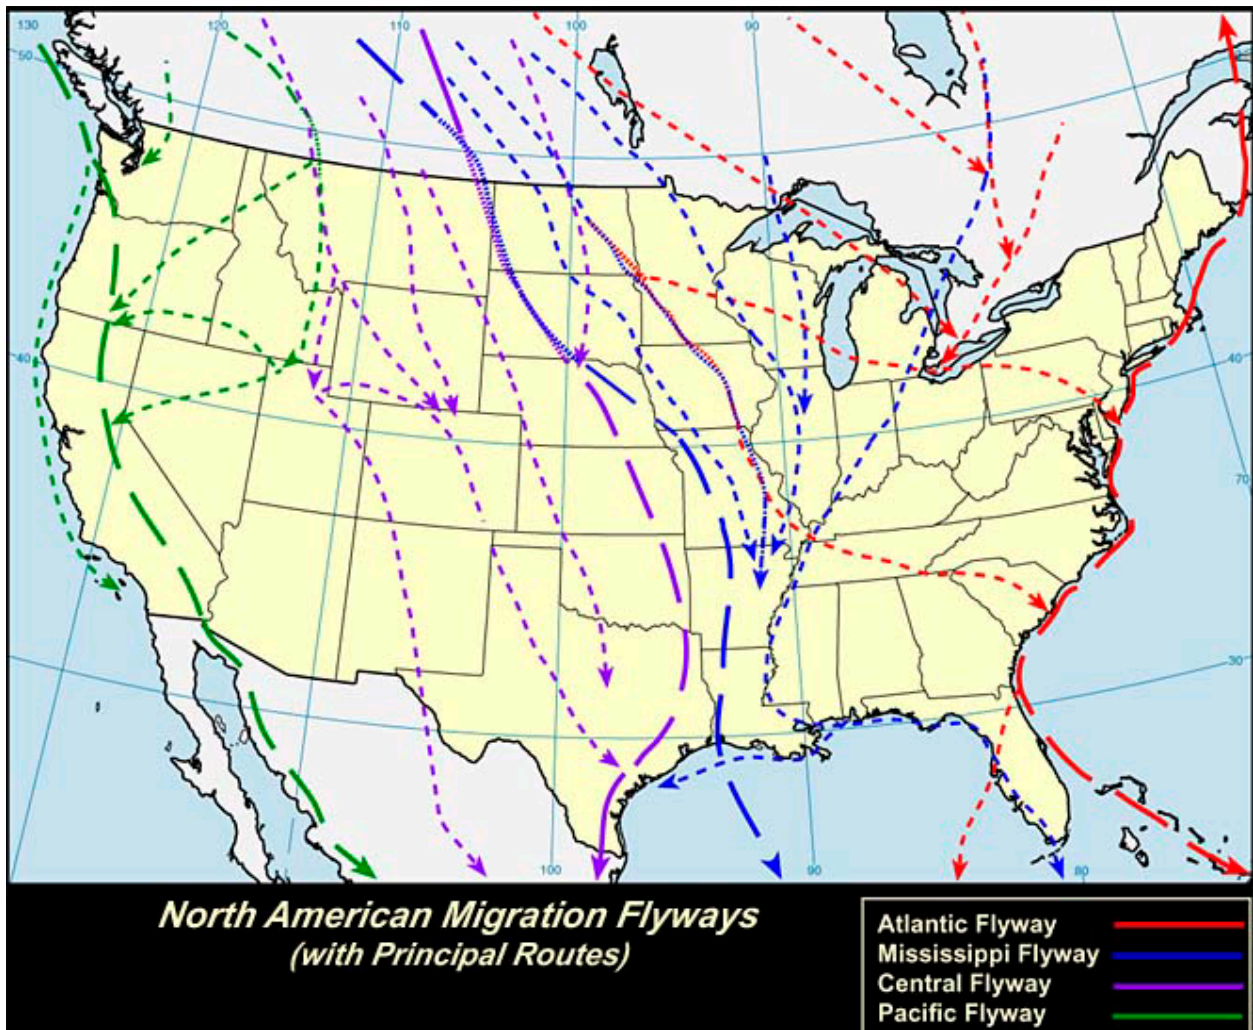 130
120
110
100
90
50
40
40
70
30
100
90
80
North American Migration Flyways
(with Principal Routes)
Atlantic Flyway
Mississippi Flyway
Central Flyway
Pacific Flyway